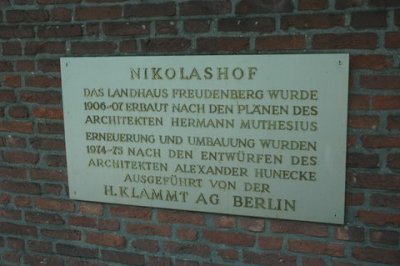 NIKOLASHOF
DAS LANDHAUS FREUDENBERG WURDE
1906-07 ERBAUT NACH DEN PLÄNEN DES
ARCHITEKTEN HERMANN MUTHESIUS
ERNEUERUNG UND UMBAUUNG WURDEN
1974-75 NACH DEN ENTWÜRFEN DES
ARCHITEKTEN ALEXANDER HUNECKE
AUSGEFÜHRT VON DER
H. KLAMMT AG BERLIN